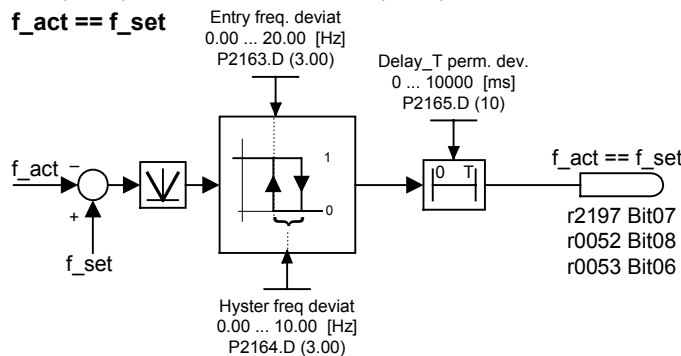 f_act == f_set
Entry freq. deviat
0.00 ... 20.00 [Hz]
P2163.D (3.00)
Delay_T perm. dev.
0 ... 10000 [ms]
P2165.D (10)
f_act
–
+
f_set
1
0
0 T
f_act == f_set
r2197 Bit07
r0052 Bit08
r0053 Bit06
Hyster freq deviat
0.00 ... 10.00 [Hz]
P2164.D (3.00)